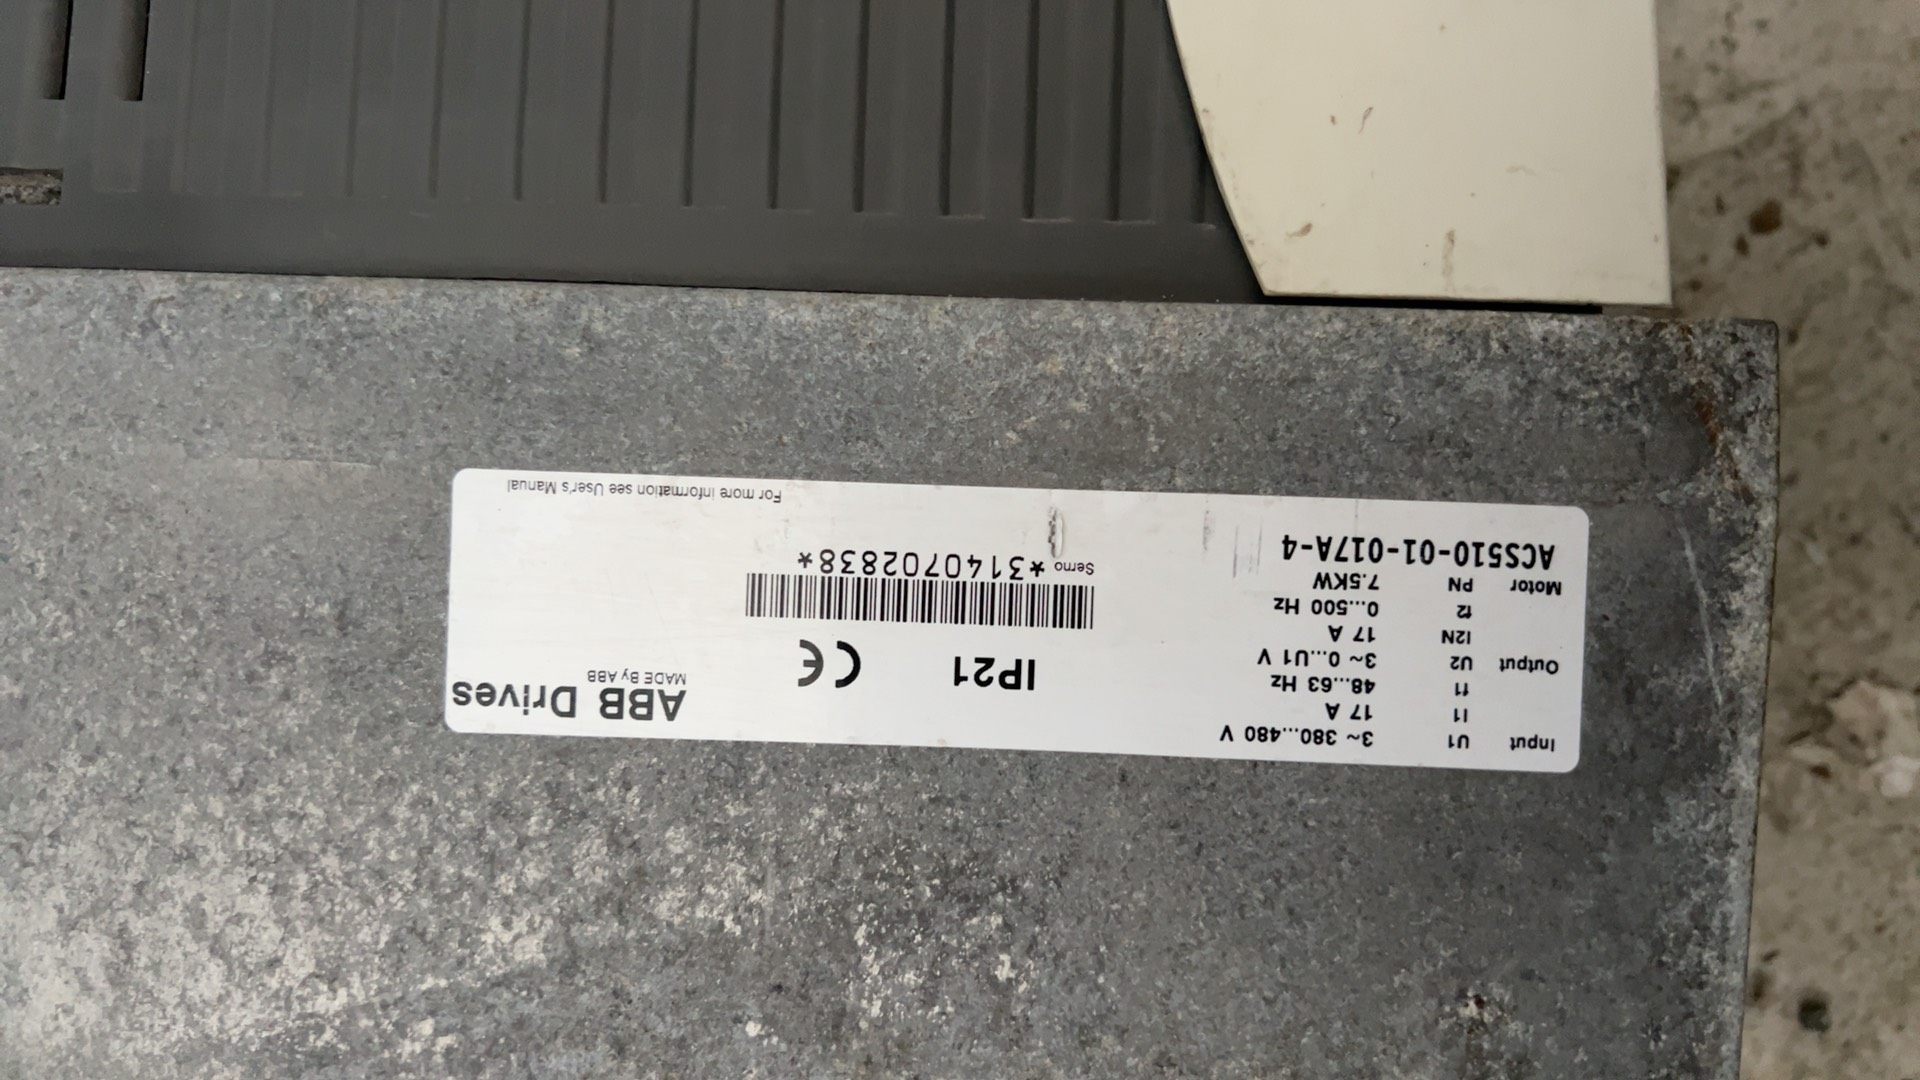 Input U1 3~ 380...480 V
I1 17 A
f1 48...63 Hz
Output U2 3~ 0...U1 V
I2N 17 A
f2 0...500 Hz
Motor PN 7.5KW
ACS510-01-017A-4
IP21
CE
Serno *3140702838*
ABB Drives
MADE By ABB
For more information see User's Manual